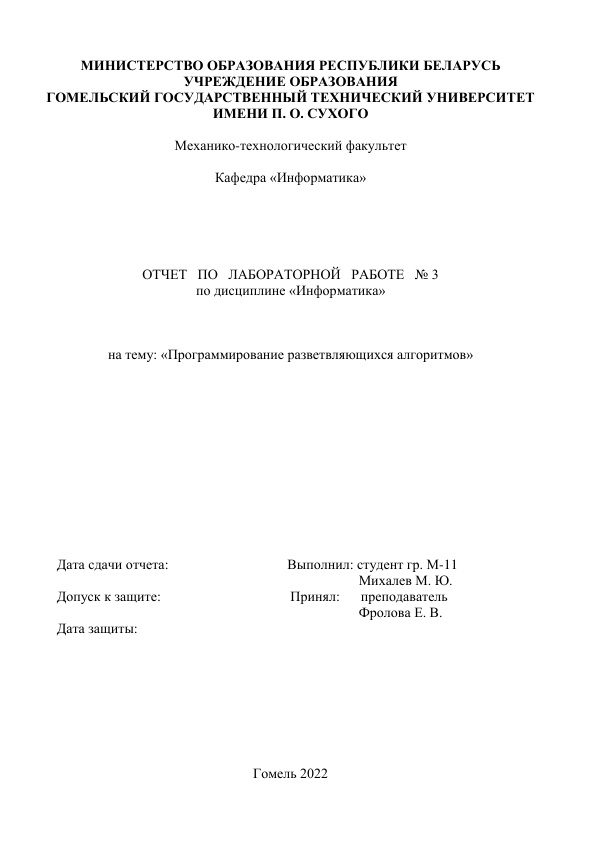 МИНИСТЕРСТВО ОБРАЗОВАНИЯ РЕСПУБЛИКИ БЕЛАРУСЬ
УЧРЕЖДЕНИЕ ОБРАЗОВАНИЯ
ГОМЕЛЬСКИЙ ГОСУДАРСТВЕННЫЙ ТЕХНИЧЕСКИЙ УНИВЕРСИТЕТ
ИМЕНИ П. О. СУХОГО
Механико-технологический факультет
Кафедра «Информатика»
ОТЧЕТ ПО ЛАБОРАТОРНОЙ РАБОТЕ № 3
по дисциплине «Информатика»
на тему: «Программирование разветвляющихся алгоритмов»
Дата сдачи отчета: Выполнил: студент гр. М-11
Михалев М. Ю.
Допуск к защите: Принял: преподаватель
Фролова Е. В.
Дата защиты:
Гомель 2022